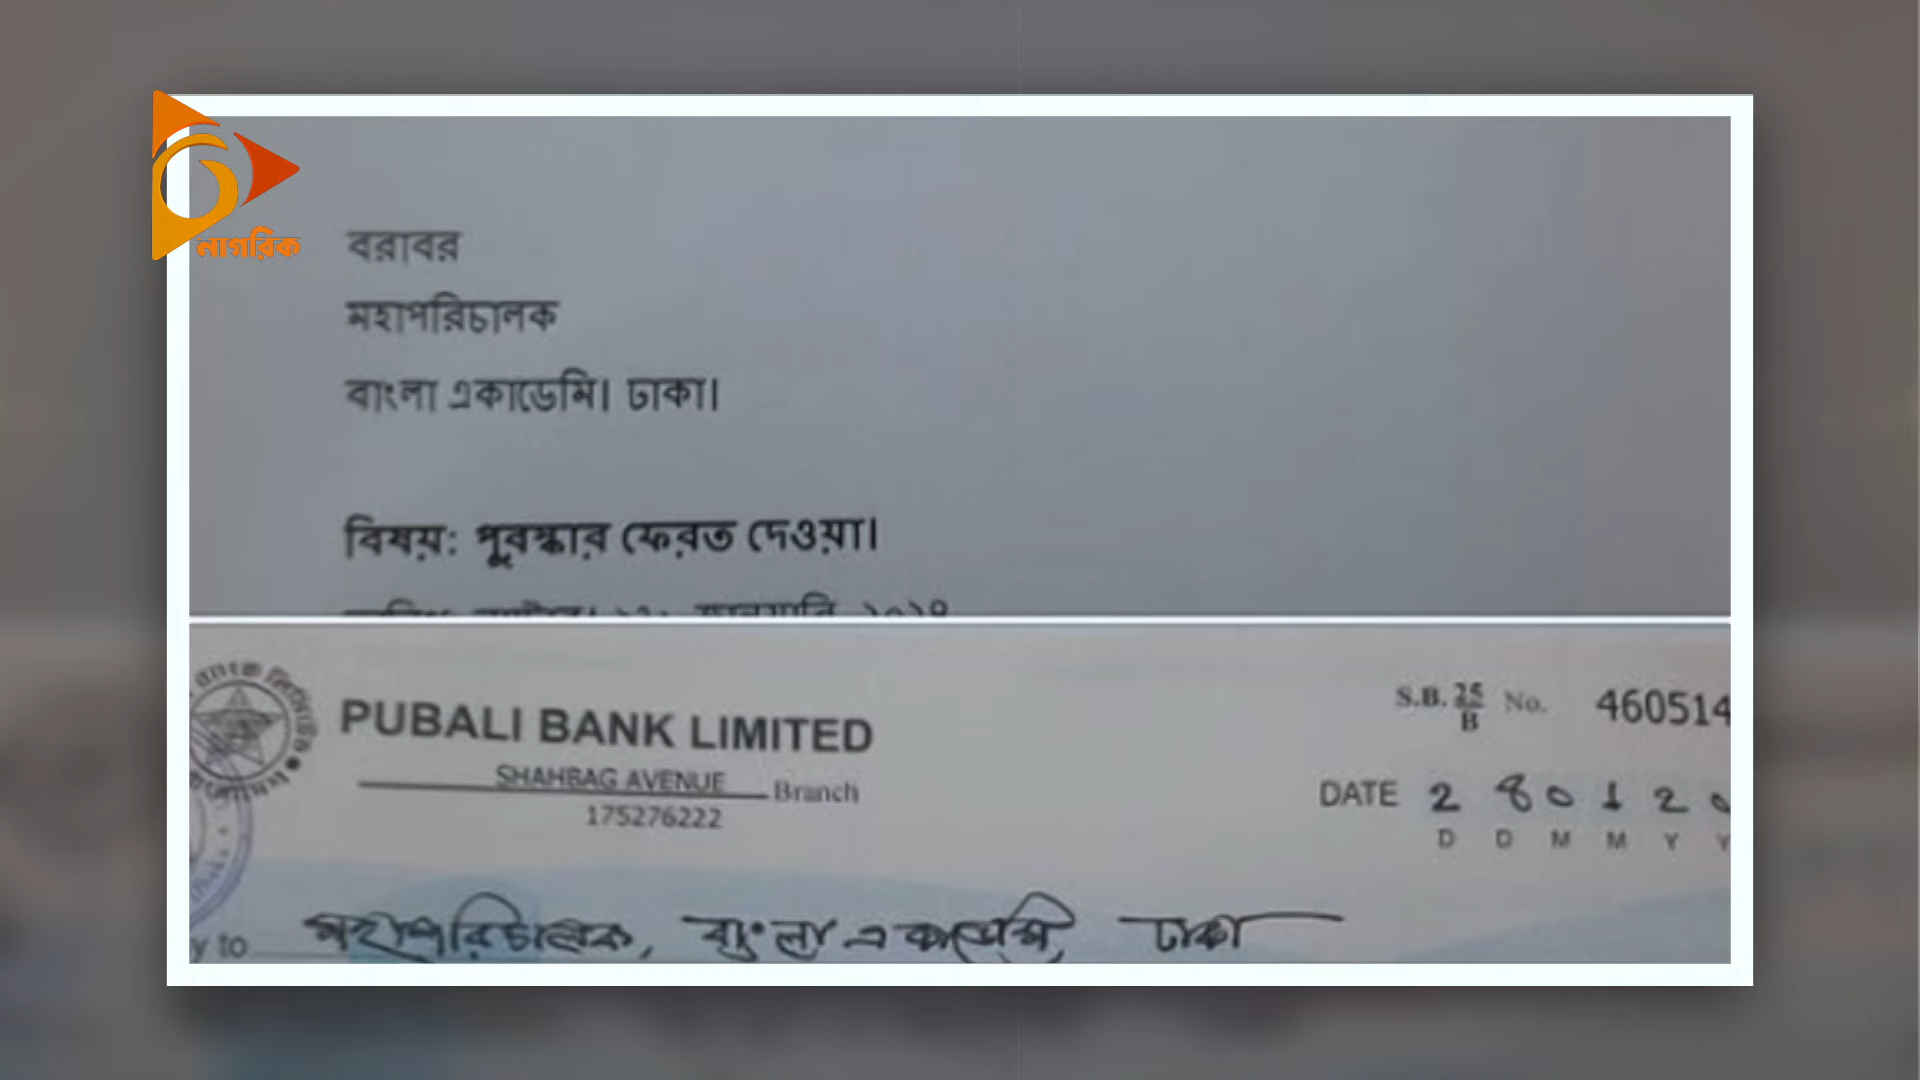 নাগরিক
বরাবর
মহাপরিচালক
বাংলা একাডেমি। ঢাকা।
বিষয়: পুরস্কার ফেরত দেওয়া।
PUBALI BANK LIMITED
SHAHBAG AVENUE Branch
175276222
S.B. 25/B No. 460514
DATE 2 8 0 1 2
D D M M Y Y
y to মহাপরিচালক, বাংলা একাডেমি, ঢাকা